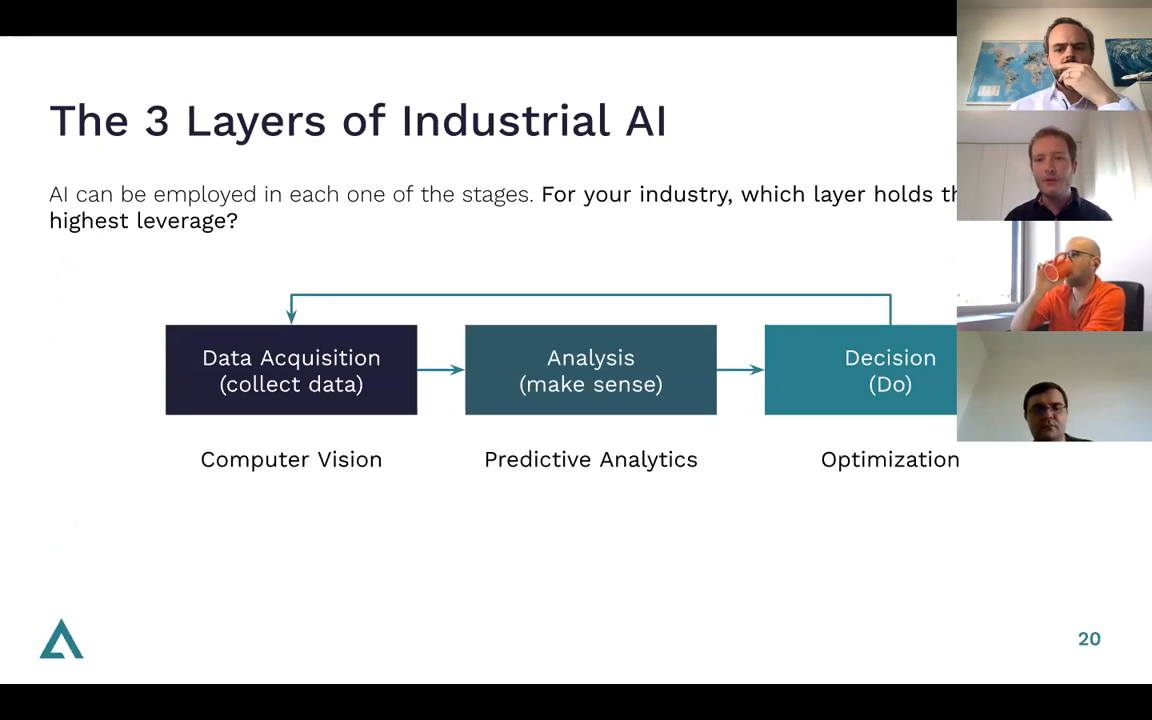 The 3 Layers of Industrial AI
AI can be employed in each one of the stages. For your industry, which layer holds
highest leverage?
Data Acquisition
(collect data)
Analysis
(make sense)
Decision
(Do)
Computer Vision
Predictive Analytics
Optimization
20